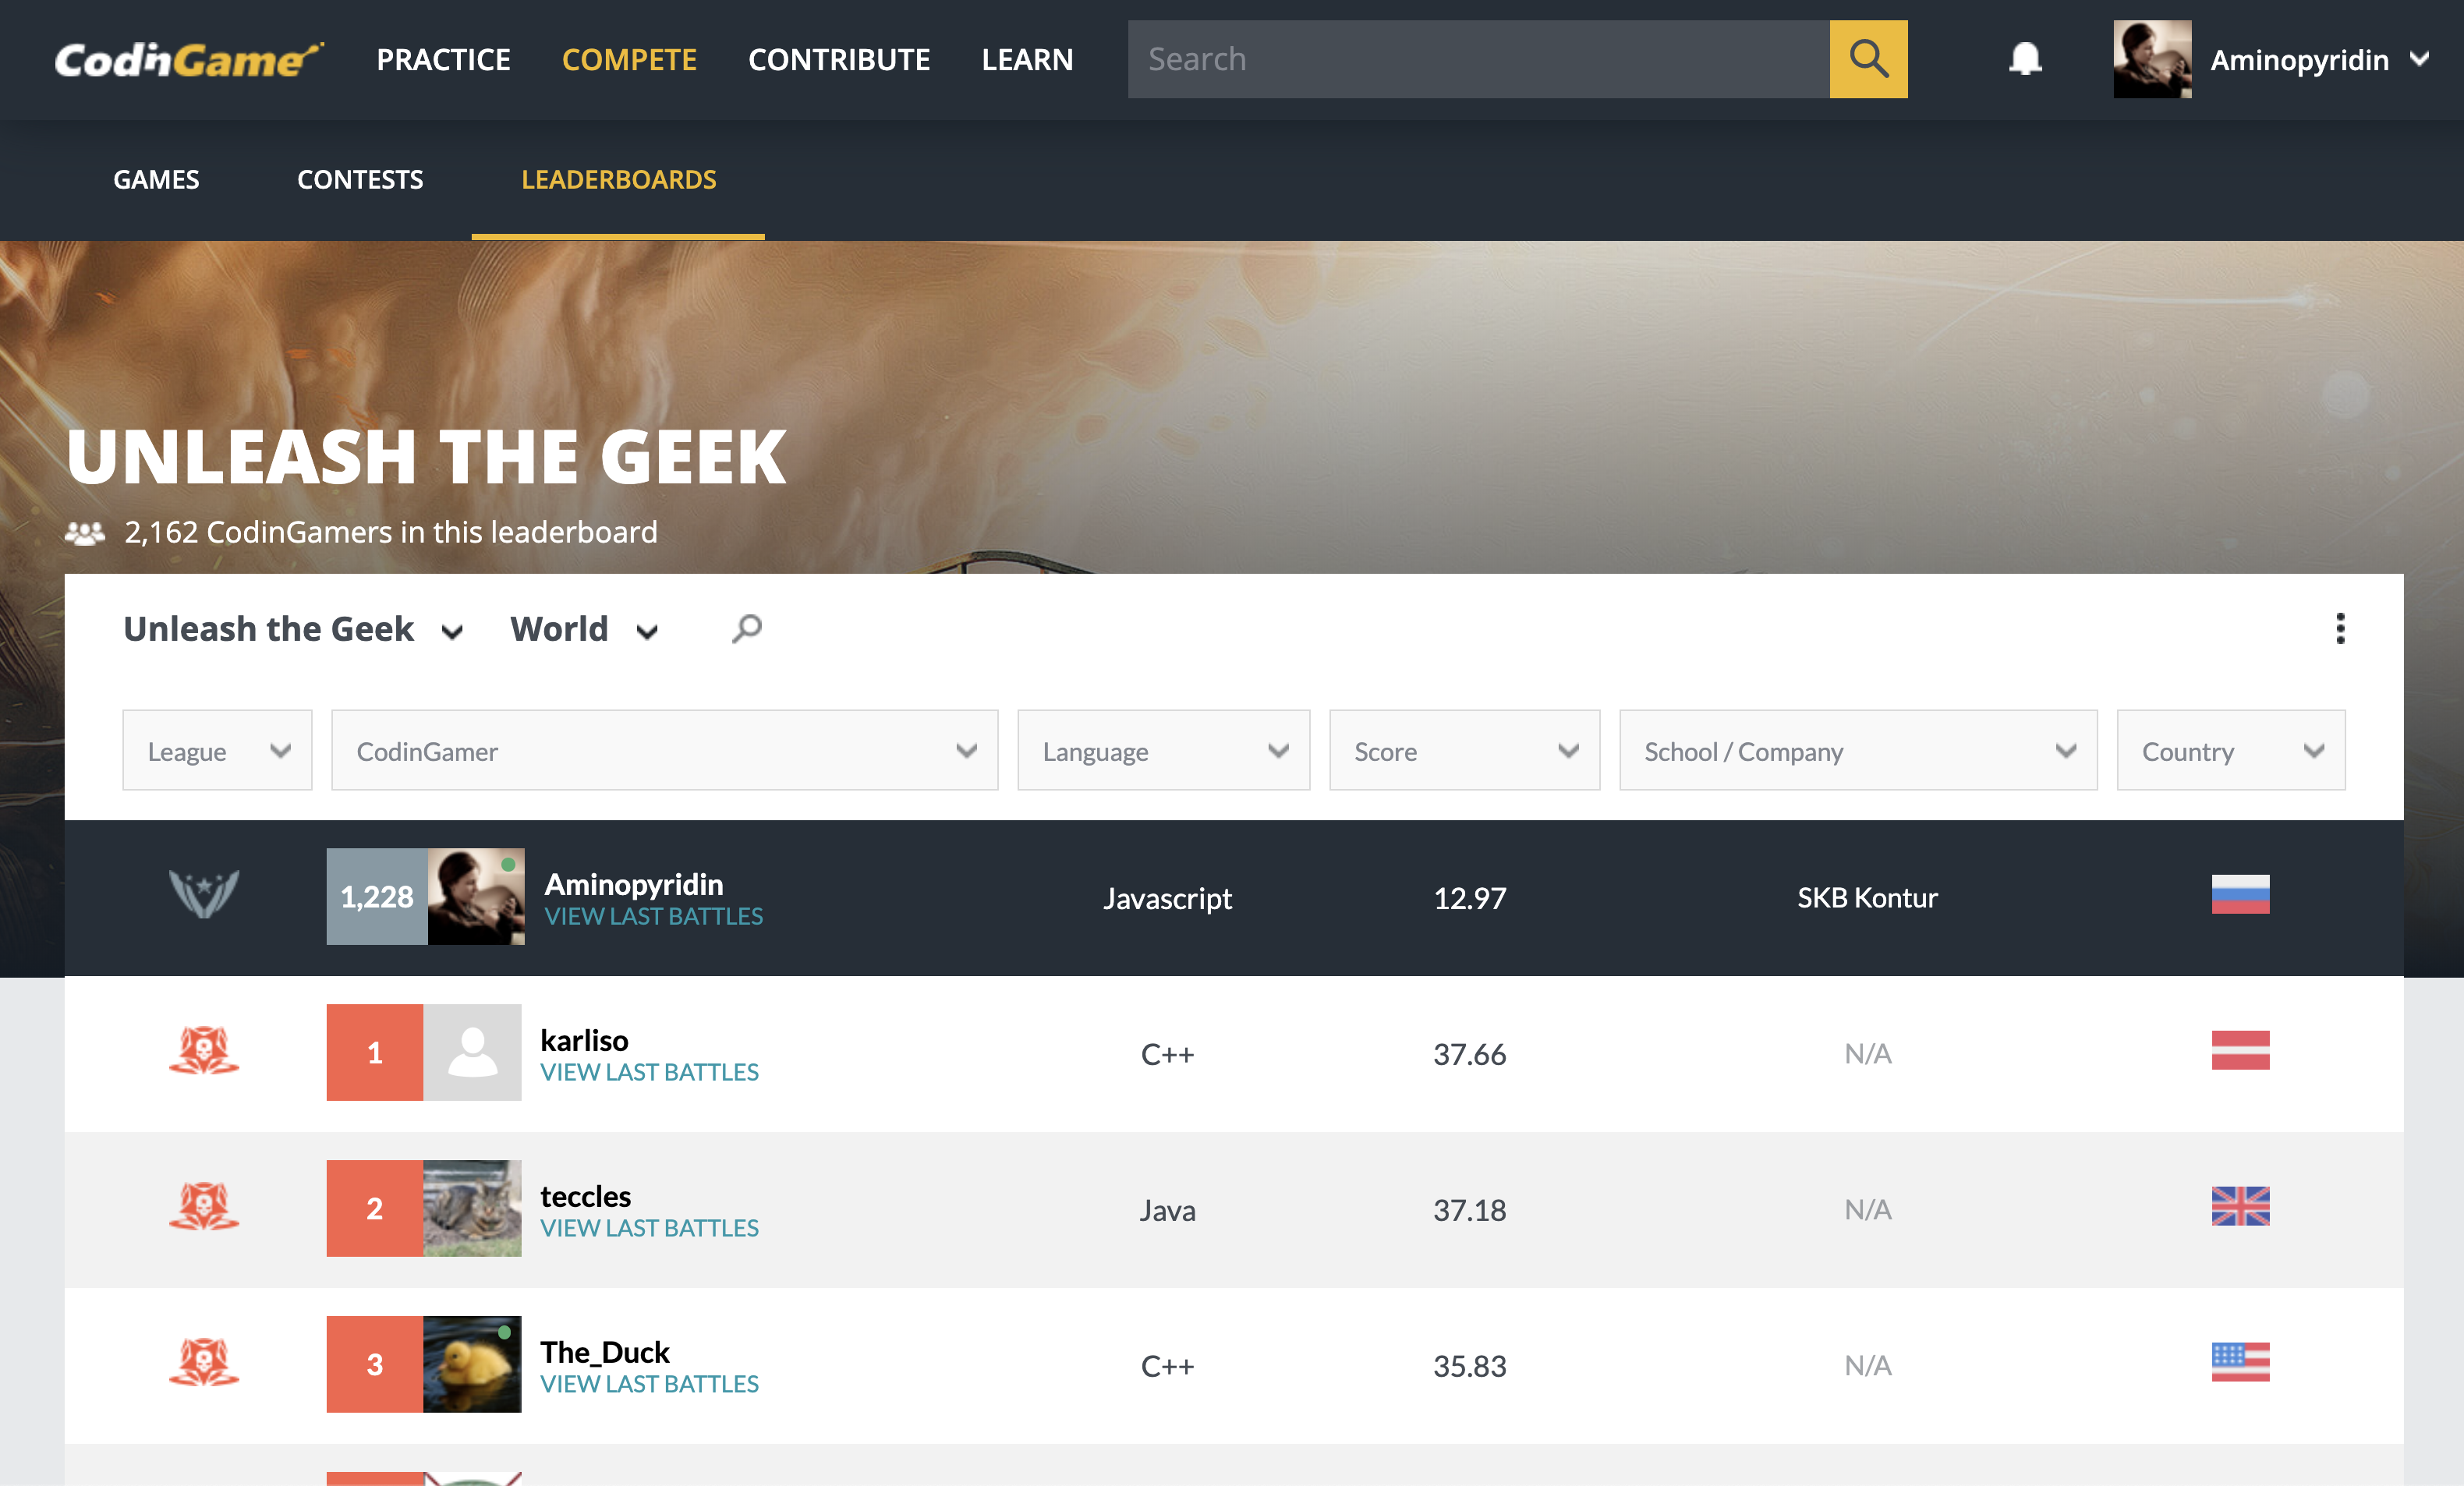 CodinGame PRACTICE COMPETE CONTRIBUTE LEARN Search Aminopyridin
GAMES CONTESTS LEADERBOARDS
UNLEASH THE GEEK
2,162 CodinGamers in this leaderboard
Unleash the Geek World
League CodinGamer Language Score School / Company Country
1,228 Aminopyridin Javascript 12.97 SKB Kontur
VIEW LAST BATTLES
1 karliso C++ 37.66 N/A
VIEW LAST BATTLES
2 teccles Java 37.18 N/A
VIEW LAST BATTLES
3 The_Duck C++ 35.83 N/A
VIEW LAST BATTLES